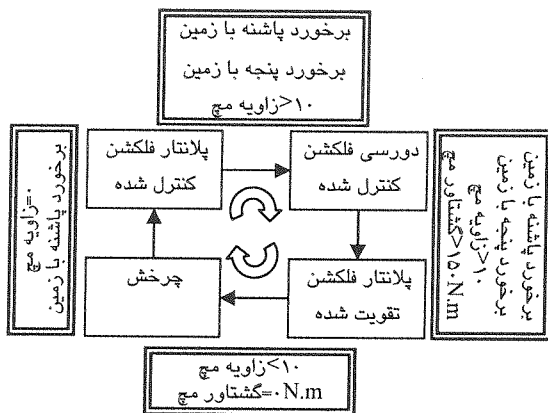 برخورد پاشنه با زمین
برخورد پنجه با زمین
۱۰<زاویه مچ
دورسی فلکشن
کنترل شده
پلانتار فلکشن
کنترل شده
برخورد پاشنه با زمین
برخورد پنجه با زمین
۱۰<زاویه مچ
۱۵۰N.m<گشتاور مچ
۰=زاویه مچ
برخورد پاشنه با زمین
پلانتار فلکشن
تقویت شده
چرخش
۱۰<زاویه مچ
۰N.m=گشتاور مچ